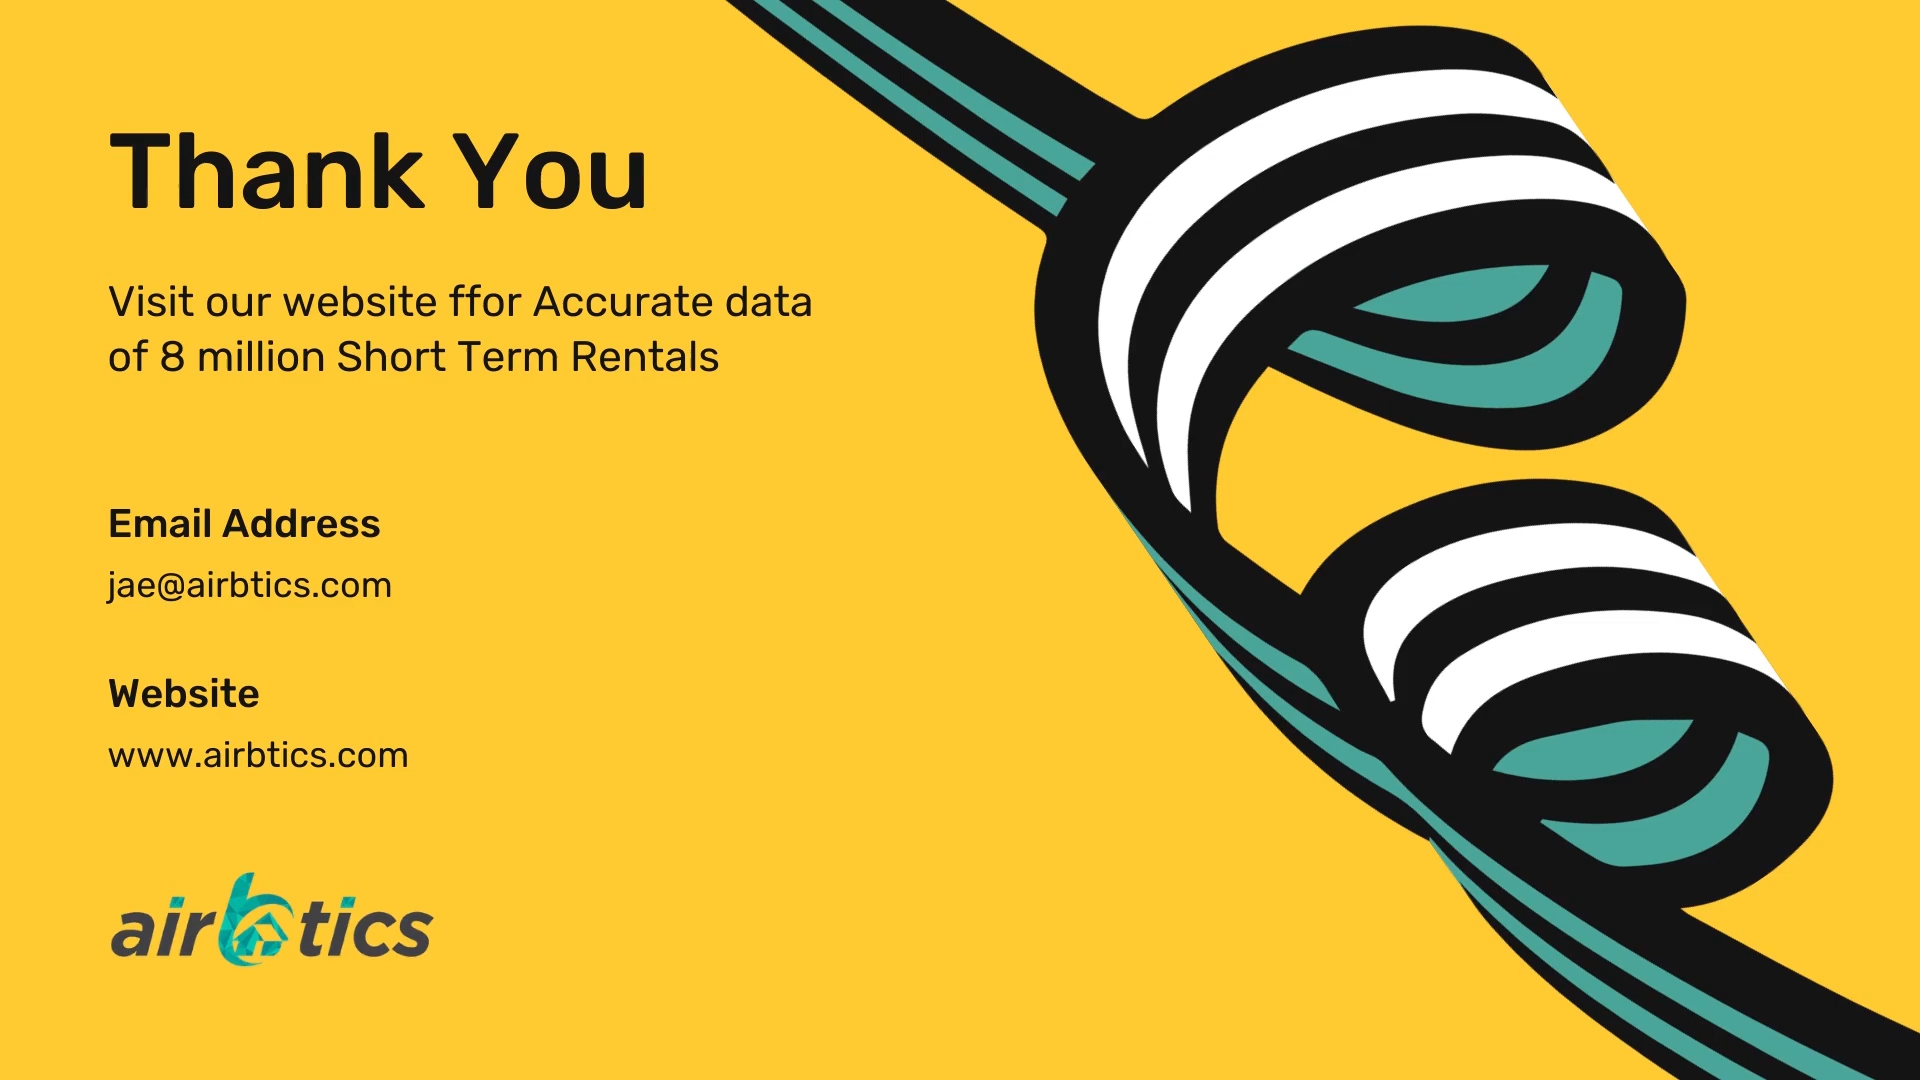 Thank You
Visit our website ffor Accurate data
of 8 million Short Term Rentals
Email Address
jae@airbtics.com
Website
www.airbtics.com
airbtics